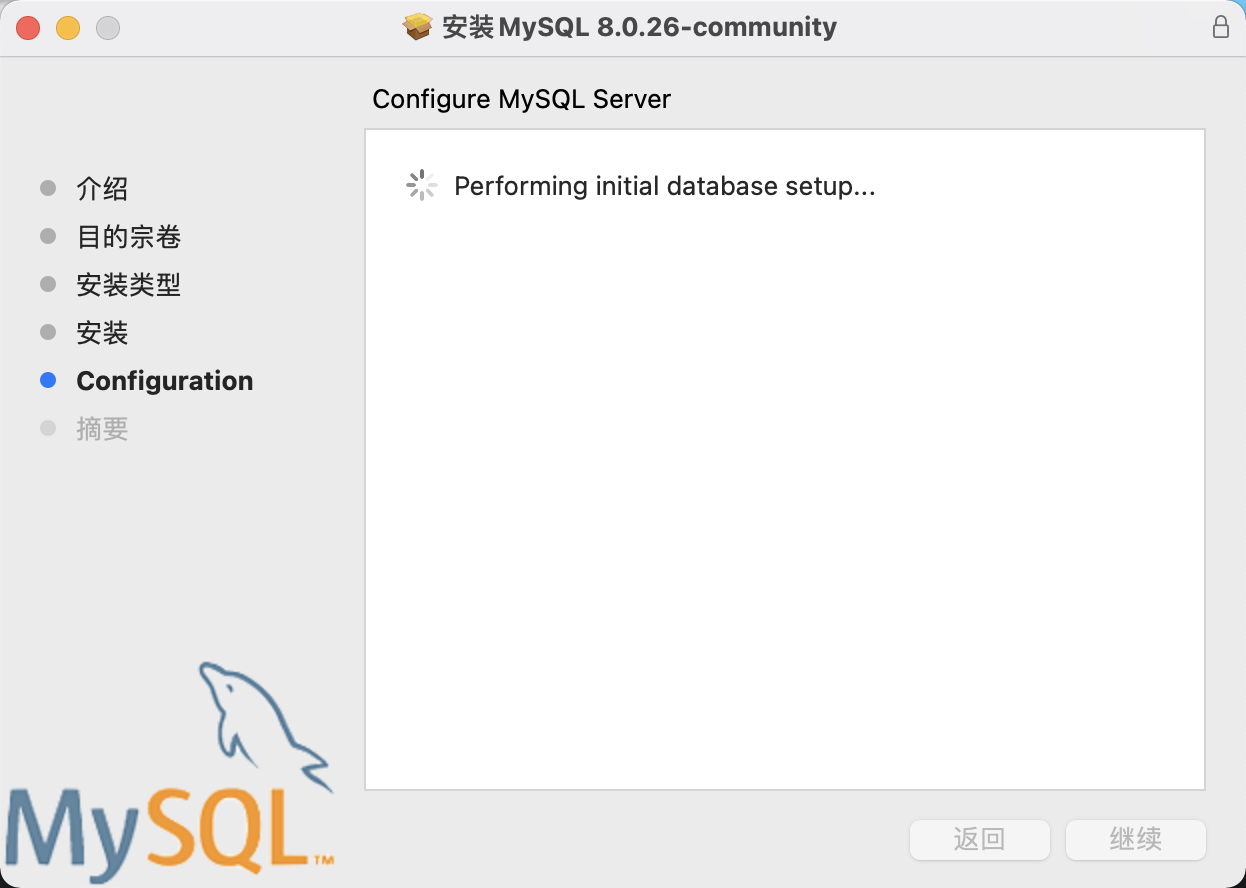 安装 MySQL 8.0.26-community
Configure MySQL Server
Performing initial database setup...
介绍
目的宗卷
安装类型
安装
Configuration
摘要
MySQL™
返回
继续